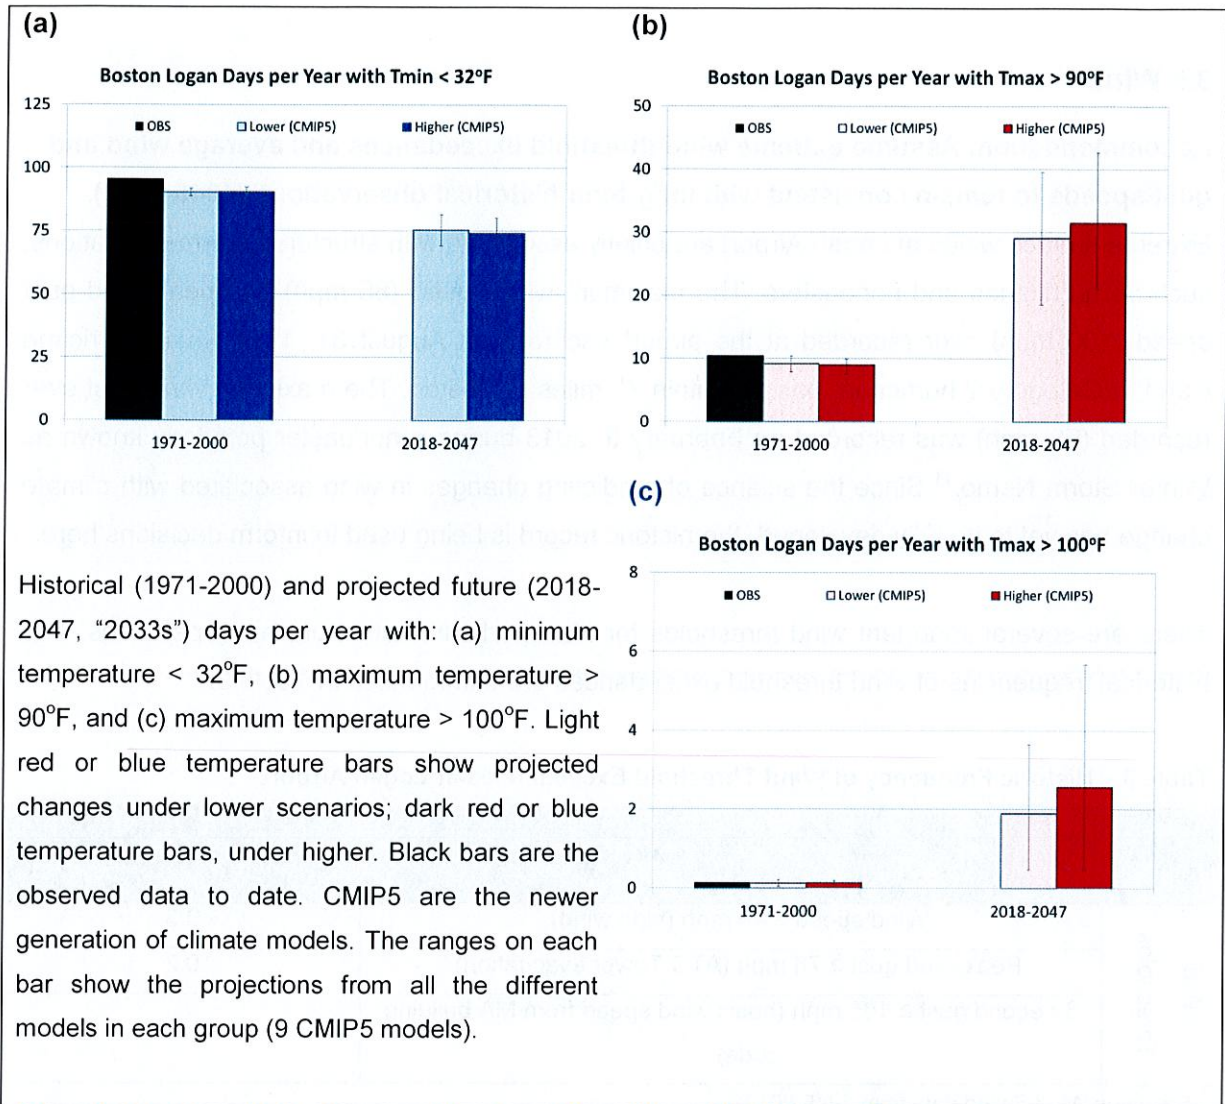 (a)
Boston Logan Days per Year with Tmin < 32°F
125
■ OBS □ Lower (CMIP5) ■ Higher (CMIP5)
100
75
50
25
0
1971-2000 2018-2047
(b)
Boston Logan Days per Year with Tmax > 90°F
50
■ OBS □ Lower (CMIP5) ■ Higher (CMIP5)
40
30
20
10
0
1971-2000 2018-2047
(c)
Boston Logan Days per Year with Tmax > 100°F
8
■ OBS □ Lower (CMIP5) ■ Higher (CMIP5)
6
4
2
0
1971-2000 2018-2047
Historical (1971-2000) and projected future (2018-
2047, “2033s”) days per year with: (a) minimum
temperature < 32°F, (b) maximum temperature >
90°F, and (c) maximum temperature > 100°F. Light
red or blue temperature bars show projected
changes under lower scenarios; dark red or blue
temperature bars, under higher. Black bars are the
observed data to date. CMIP5 are the newer
generation of climate models. The ranges on each
bar show the projections from all the different
models in each group (9 CMIP5 models).